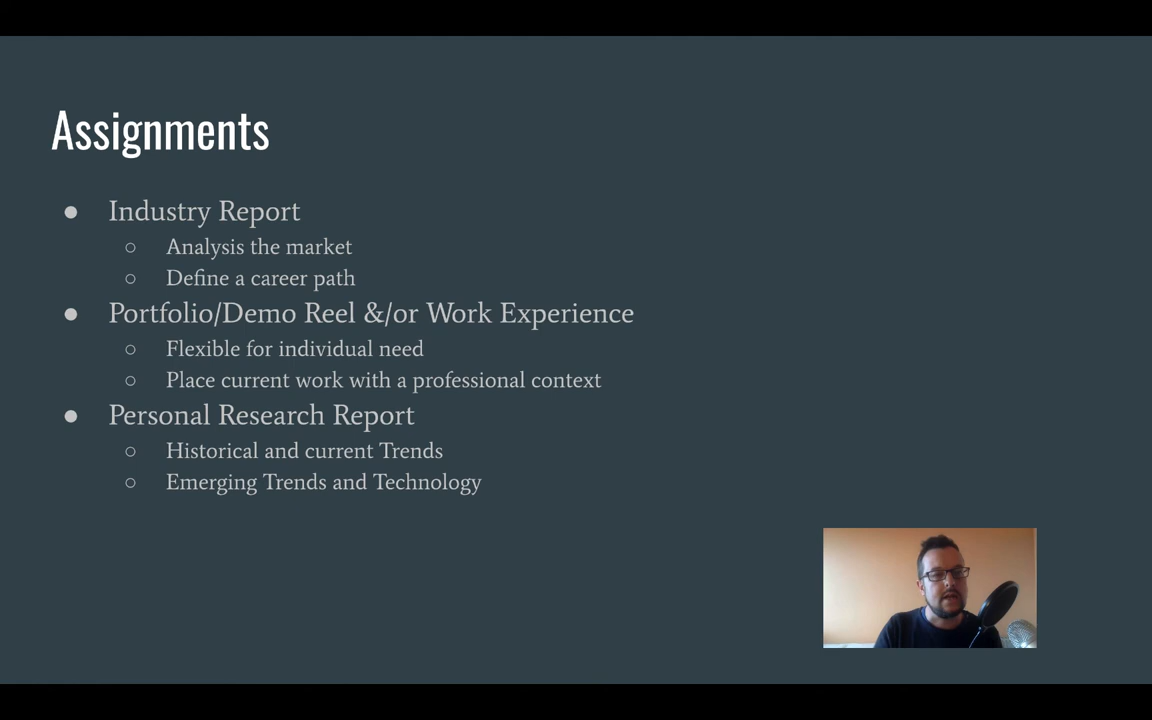 Assignments
● Industry Report
○ Analysis the market
○ Define a career path
● Portfolio/Demo Reel &/or Work Experience
○ Flexible for individual need
○ Place current work with a professional context
● Personal Research Report
○ Historical and current Trends
○ Emerging Trends and Technology